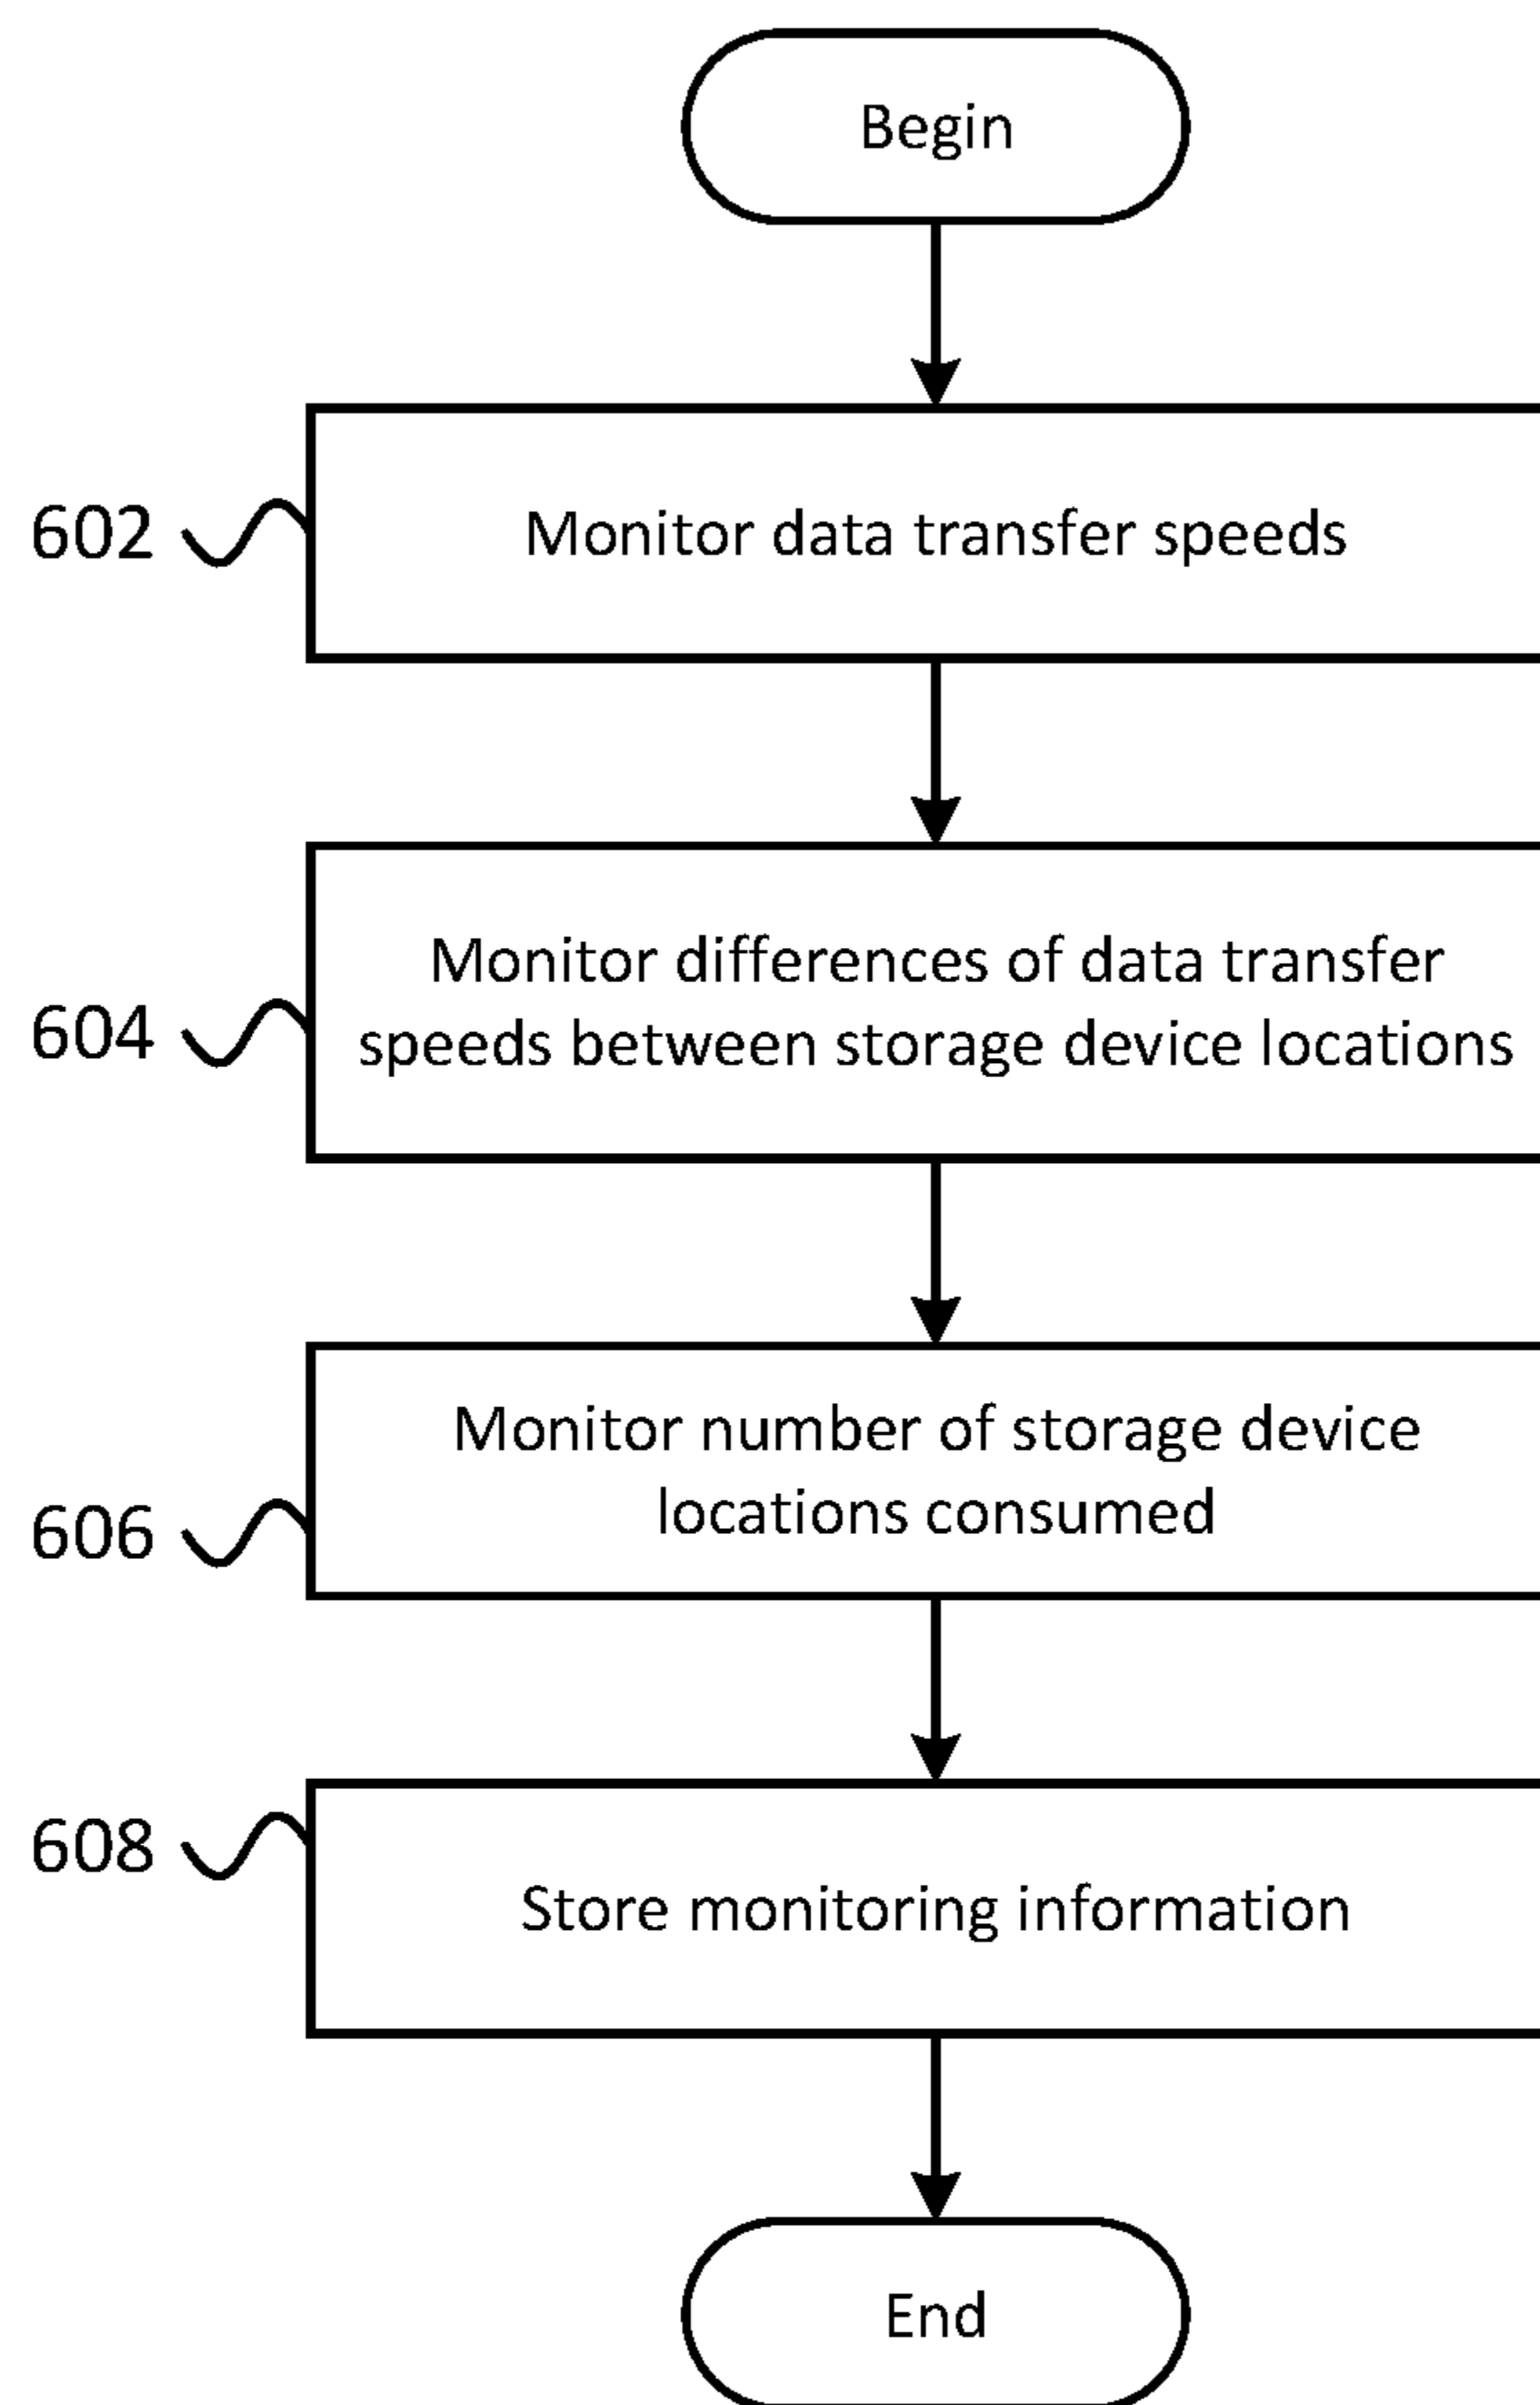 Begin
602
Monitor data transfer speeds
604
Monitor differences of data transfer
speeds between storage device locations
606
Monitor number of storage device
locations consumed
608
Store monitoring information
End